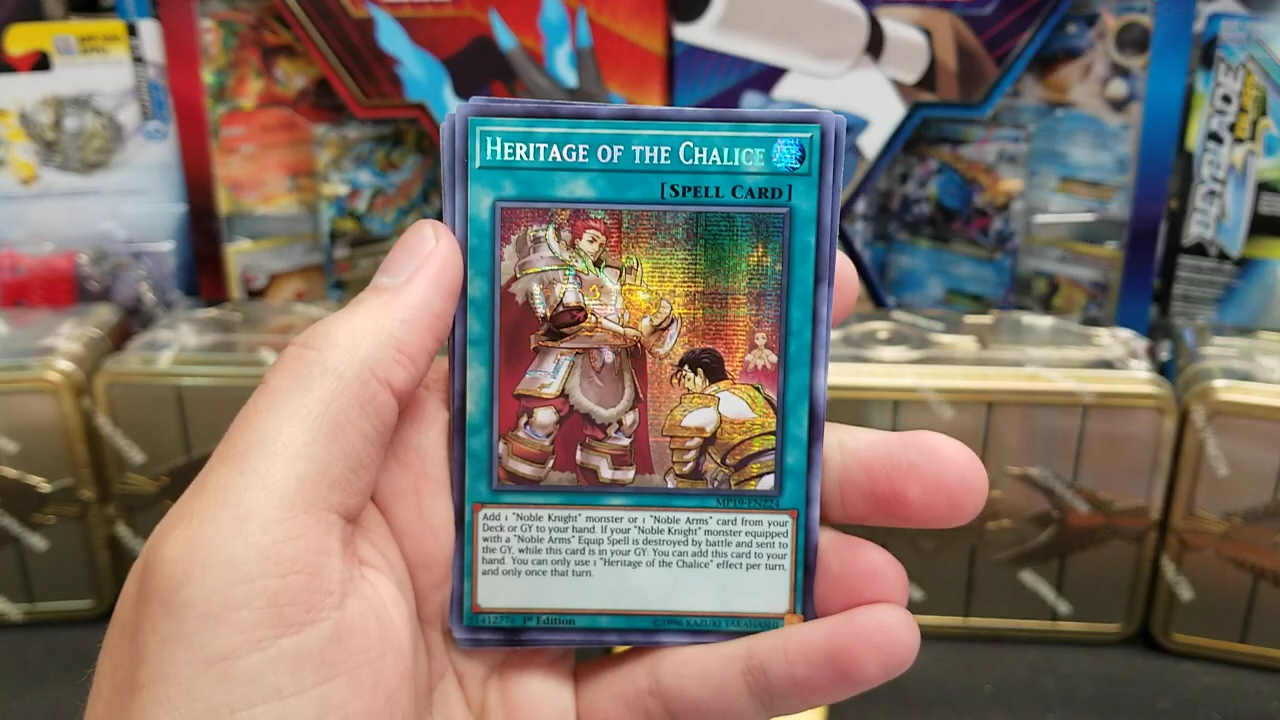 HERITAGE OF THE CHALICE
[SPELL CARD]
MP19-EN224
Add 1 "Noble Knight" monster or 1 "Noble Arms" card from your
Deck or GY to your hand. If your "Noble Knight" monster equipped
with a "Noble Arms" Equip Spell is destroyed by battle and sent to
the GY, while this card is in your GY: You can add this card to your
hand. You can only use 1 "Heritage of the Chalice" effect per turn,
and only once that turn.
51412776 1st Edition
©1996 KAZUKI TAKAHASHI
BEYBLADE